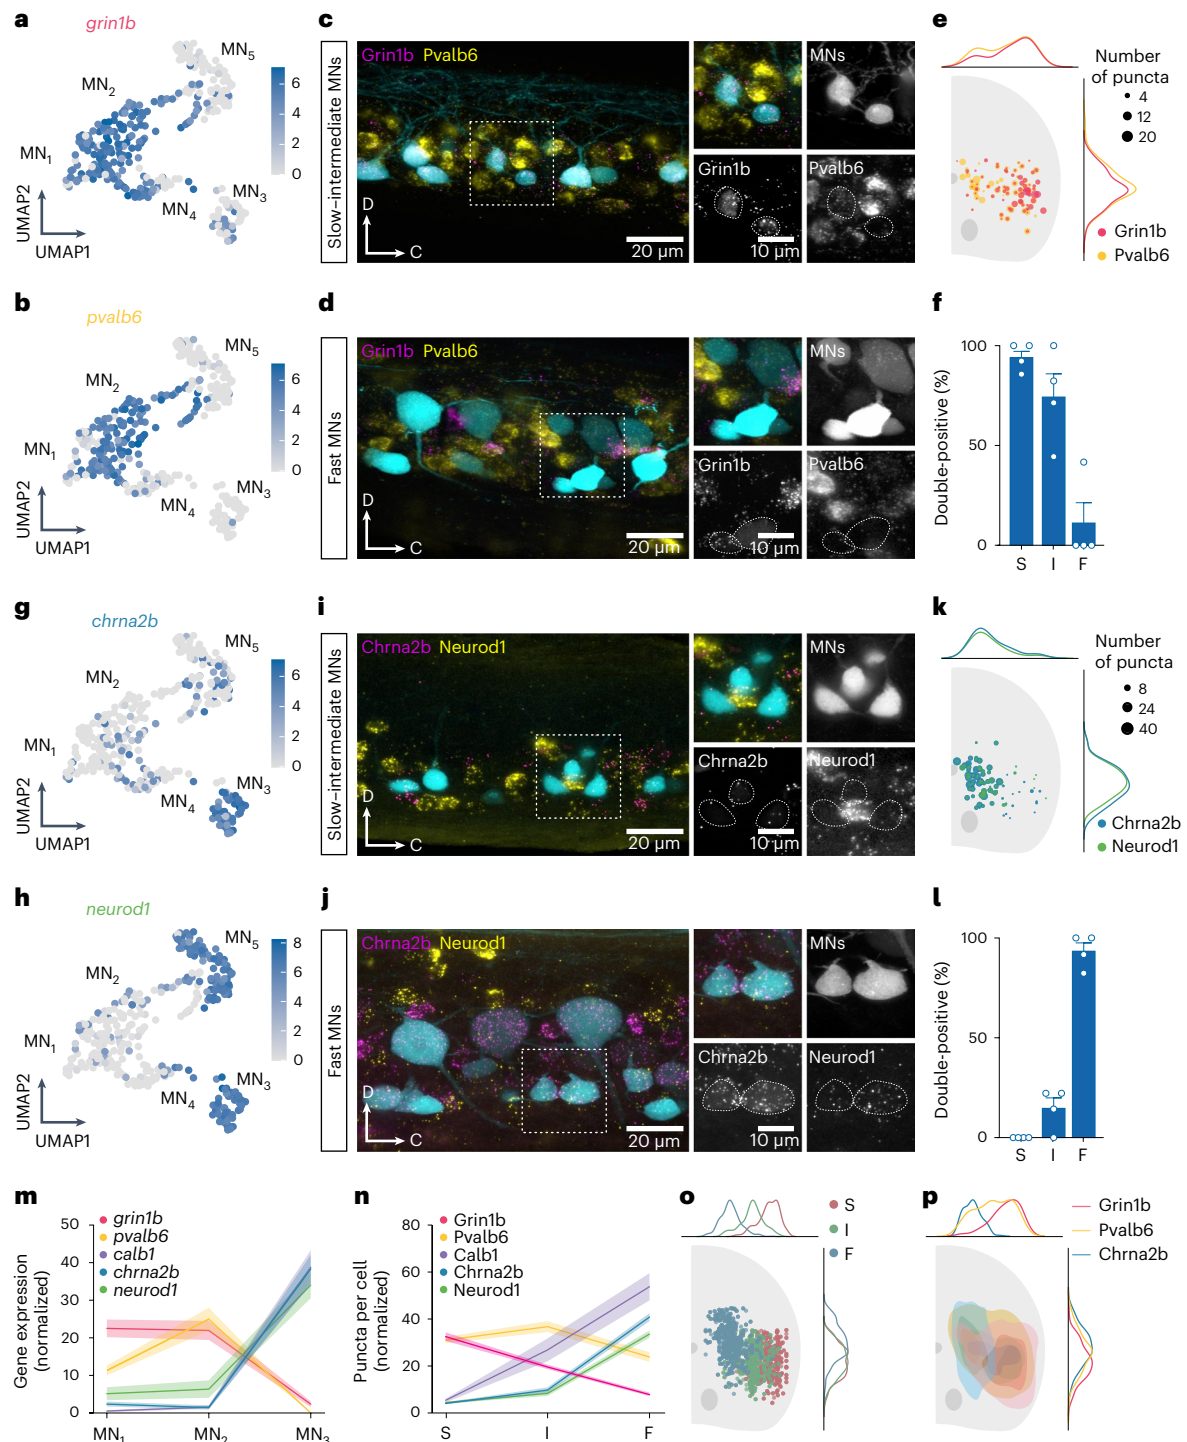 a
grin1b
MN5
MN2
MN1
MN3
MN4
6
4
2
0
UMAP2
UMAP1
c
Slow–intermediate MNs
Grin1b Pvalb6
D
C
20 µm
MNs
Grin1b
Pvalb6
10 µm
e
Number
of puncta
4
12
20
Grin1b
Pvalb6
b
pvalb6
MN5
MN2
MN1
MN3
MN4
6
4
2
0
UMAP2
UMAP1
d
Fast MNs
Grin1b Pvalb6
D
C
20 µm
MNs
Grin1b
Pvalb6
10 µm
f
Double-positive (%)
100
50
0
S I F
g
chrna2b
MN5
MN2
MN1
MN3
MN4
6
4
2
0
UMAP2
UMAP1
i
Slow–intermediate MNs
Chrna2b Neurod1
D
C
20 µm
MNs
Chrna2b
Neurod1
10 µm
k
Number
of puncta
8
24
40
Chrna2b
Neurod1
h
neurod1
MN5
MN2
MN1
MN3
MN4
8
6
4
2
0
UMAP2
UMAP1
j
Fast MNs
Chrna2b Neurod1
D
C
20 µm
MNs
Chrna2b
Neurod1
10 µm
l
Double-positive (%)
100
50
0
S I F
m
Gene expression
(normalized)
50
40
30
20
10
0
grin1b
pvalb6
calb1
chrna2b
neurod1
MN1 MN2 MN3
n
Puncta per cell
(normalized)
80
60
40
20
0
Grin1b
Pvalb6
Calb1
Chrna2b
Neurod1
S I F
o
S
I
F
p
Grin1b
Pvalb6
Chrna2b